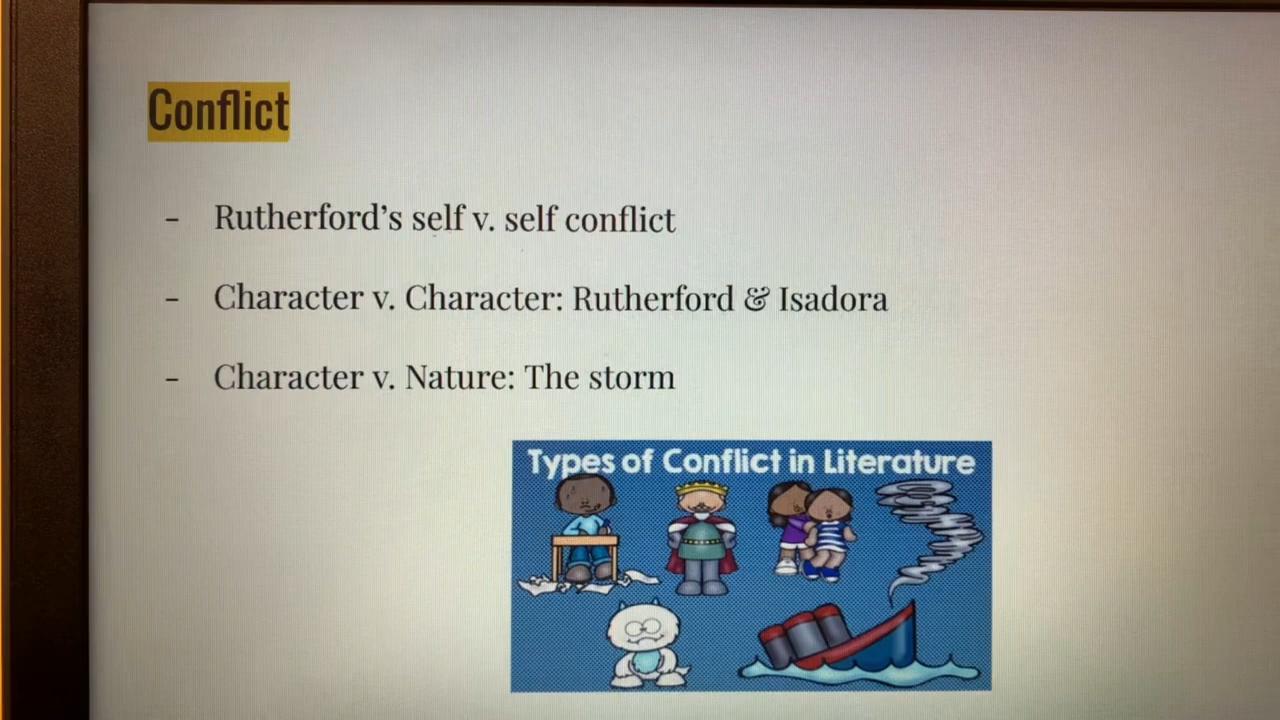 Conflict
- Rutherford’s self v. self conflict
- Character v. Character: Rutherford & Isadora
- Character v. Nature: The storm
Types of Conflict in Literature